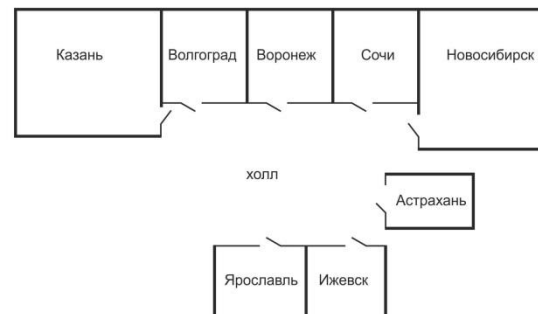 Казань
Волгоград
Воронеж
Сочи
Новосибирск
холл
Астрахань
Ярославль
Ижевск